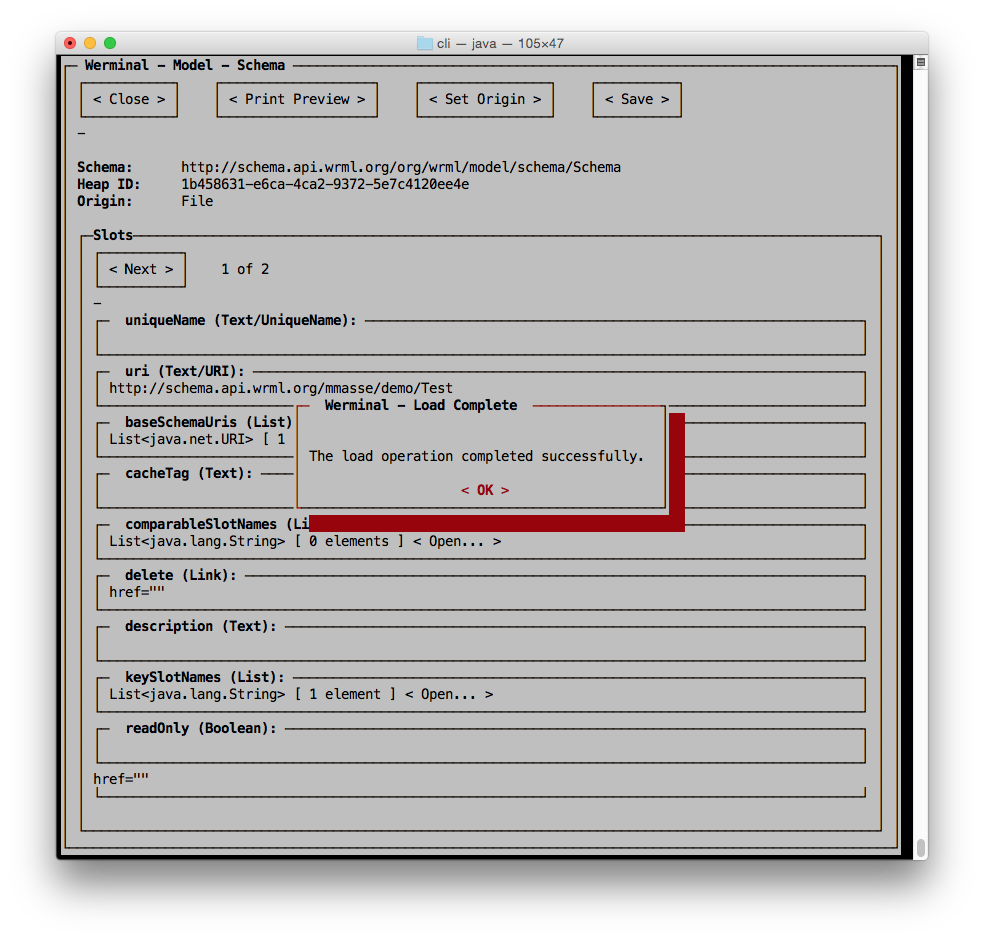 cli — java — 105×47
Werminal - Model - Schema
< Close > < Print Preview > < Set Origin > < Save >
Schema: http://schema.api.wrml.org/org/wrml/model/schema/Schema
Heap ID: 1b458631-e6ca-4ca2-9372-5e7c4120ee4e
Origin: File
Slots
< Next > 1 of 2
uniqueName (Text/UniqueName):
uri (Text/URI):
http://schema.api.wrml.org/mmasse/demo/Test
Werminal - Load Complete
baseSchemaUris (List)
List<java.net.URI> [ 1
The load operation completed successfully.
cacheTag (Text):
< OK >
comparableSlotNames (Li
List<java.lang.String> [ 0 elements ] < Open... >
delete (Link):
href=""
description (Text):
keySlotNames (List):
List<java.lang.String> [ 1 element ] < Open... >
readOnly (Boolean):
href=""